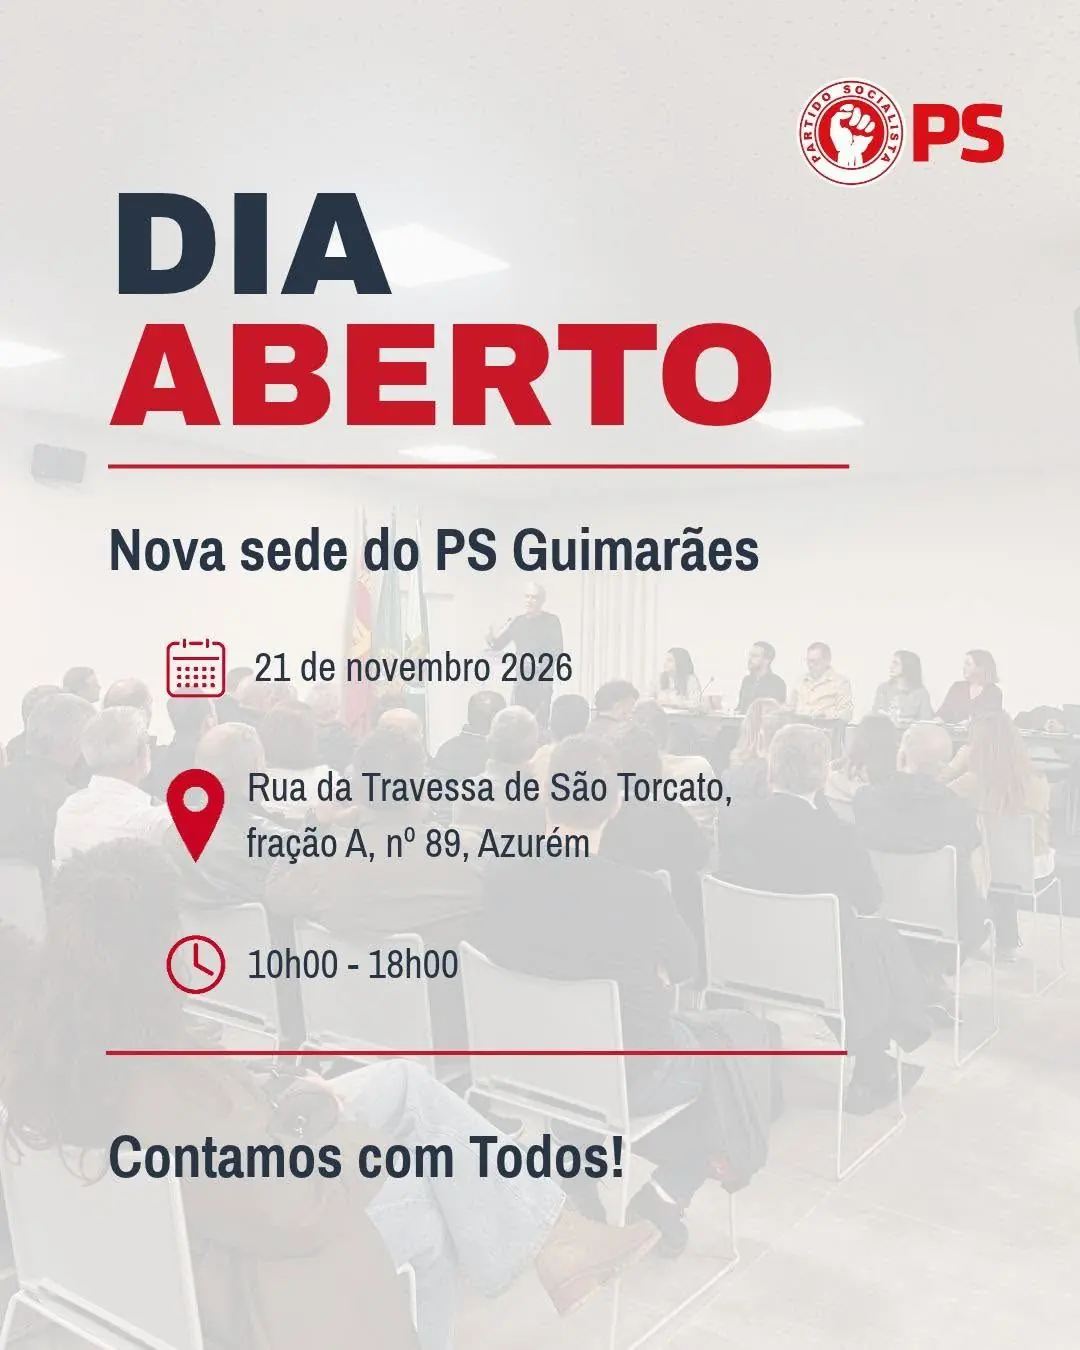 PARTIDO SOCIALISTA
PS
DIA
ABERTO
Nova sede do PS Guimarães
21 de novembro 2026
Rua da Travessa de São Torcato,
fração A, nº 89, Azurém
10h00 - 18h00
Contamos com Todos!